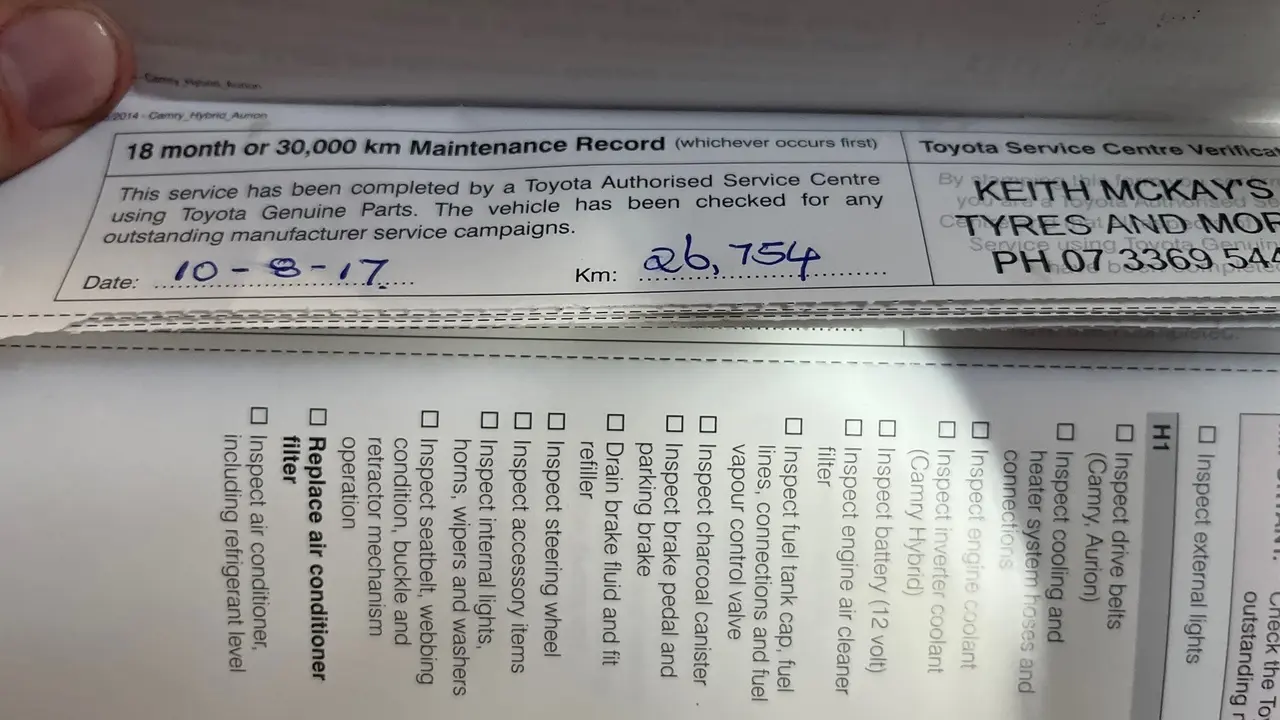 Camry_Hybrid_Aurion
2014 - Camry_Hybrid_Aurion
18 month or 30,000 km Maintenance Record (whichever occurs first)
This service has been completed by a Toyota Authorised Service Centre
using Toyota Genuine Parts. The vehicle has been checked for any
outstanding manufacturer service campaigns.
Date: 10-8-17.
Km: 26,754
Toyota Service Centre
KEITH MCKAY'S
TYRES AND
PH 07 3369 544
Check the
outstanding
☐ Inspect external lights
H1
☐ Inspect drive belts
(Camry, Aurion)
☐ Inspect cooling and
heater system hoses and
connections
☐ Inspect engine coolant
☐ Inspect inverter coolant
(Camry Hybrid)
☐ Inspect battery (12 volt)
☐ Inspect engine air cleaner
filter
☐ Inspect fuel tank cap, fuel
lines, connections and fuel
vapour control valve
☐ Inspect charcoal canister
☐ Inspect brake pedal and
parking brake
☐ Drain brake fluid and fit
refiller
☐ Inspect steering wheel
☐ Inspect accessory items
☐ Inspect internal lights,
horns, wipers and washers
☐ Inspect seatbelt, webbing
condition, buckle and
retractor mechanism
operation
☐ Replace air conditioner
filter
☐ Inspect air conditioner,
including refrigerant level